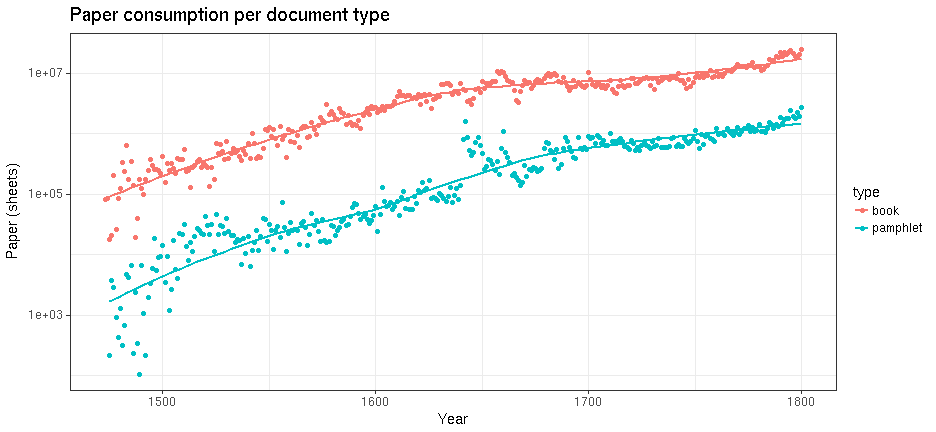 Paper consumption per document type
1e+07
1e+05
1e+03
Paper (sheets)
1500
1600
1700
1800
Year
type
book
pamphlet